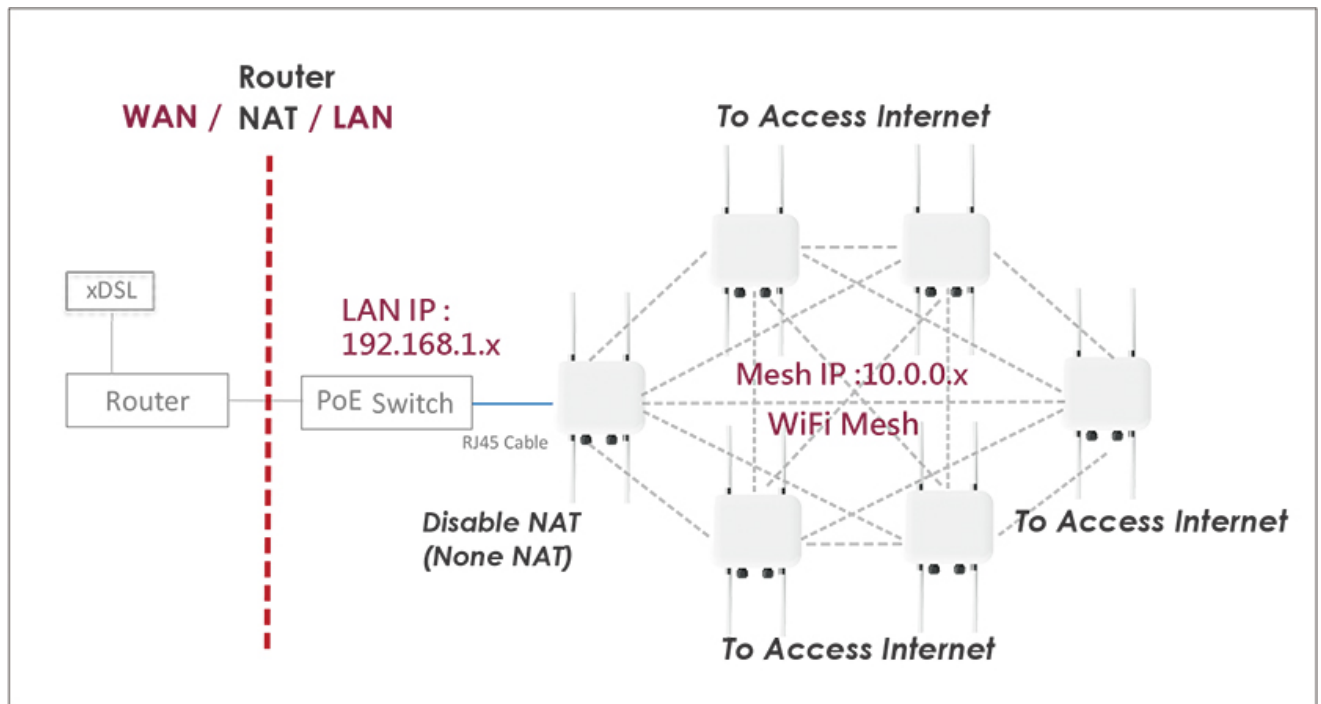 Router
WAN / NAT / LAN
To Access Internet
xDSL
LAN IP :
192.168.1.x
Router
PoE Switch
RJ45 Cable
Mesh IP :10.0.0.x
WiFi Mesh
Disable NAT
(None NAT)
To Access Internet
To Access Internet